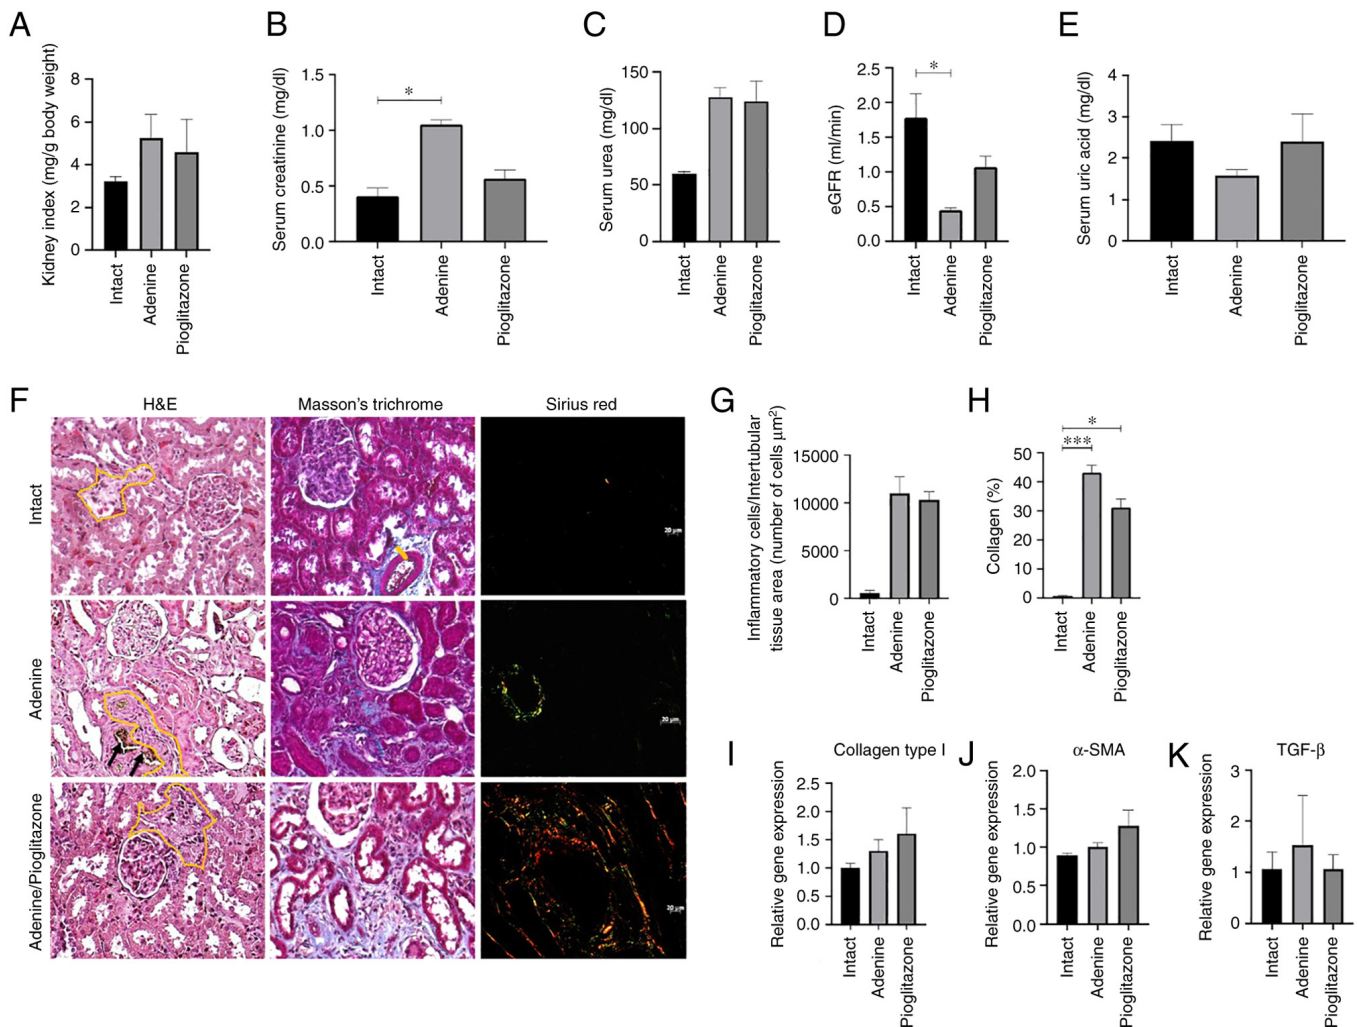 A
Kidney index (mg/g body weight)
8
6
4
2
0
Intact
Adenine
Pioglitazone
B
Serum creatinine (mg/dl)
1.5
1.0
0.5
0.0
*
Intact
Adenine
Pioglitazone
C
Serum urea (mg/dl)
150
100
50
0
Intact
Adenine
Pioglitazone
D
eGFR (ml/min)
2.5
2.0
1.5
1.0
0.5
0.0
*
Intact
Adenine
Pioglitazone
E
Serum uric acid (mg/dl)
4
3
2
1
0
Intact
Adenine
Pioglitazone
F
H&E
Masson's trichrome
Sirius red
Intact
20 µm
Adenine
20 µm
Adenine/Pioglitazone
20 µm
G
Inflammatory cells/Intertubular
tissue area (number of cells µm²)
15000
10000
5000
0
Intact
Adenine
Pioglitazone
H
Collagen (%)
50
40
30
20
10
0
*
***
Intact
Adenine
Pioglitazone
I
Collagen type I
Relative gene expression
2.5
2.0
1.5
1.0
0.5
0.0
Intact
Adenine
Pioglitazone
J
α-SMA
Relative gene expression
2.0
1.5
1.0
0.5
0.0
Intact
Adenine
Pioglitazone
K
TGF-β
Relative gene expression
3
2
1
0
Intact
Adenine
Pioglitazone